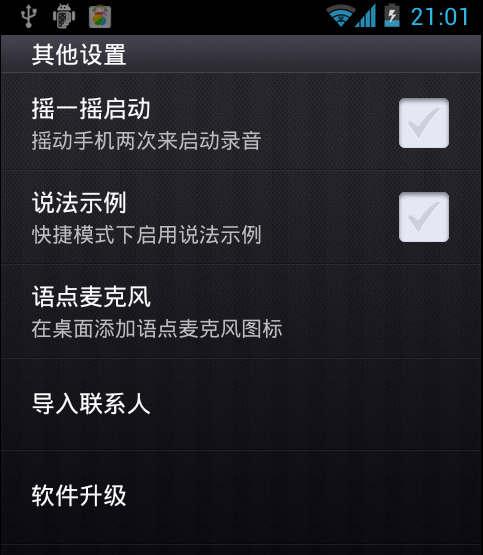 21:01
其他设置
摇一摇启动
摇动手机两次来启动录音
说法示例
快捷模式下启用说法示例
语点麦克风
在桌面添加语点麦克风图标
导入联系人
软件升级